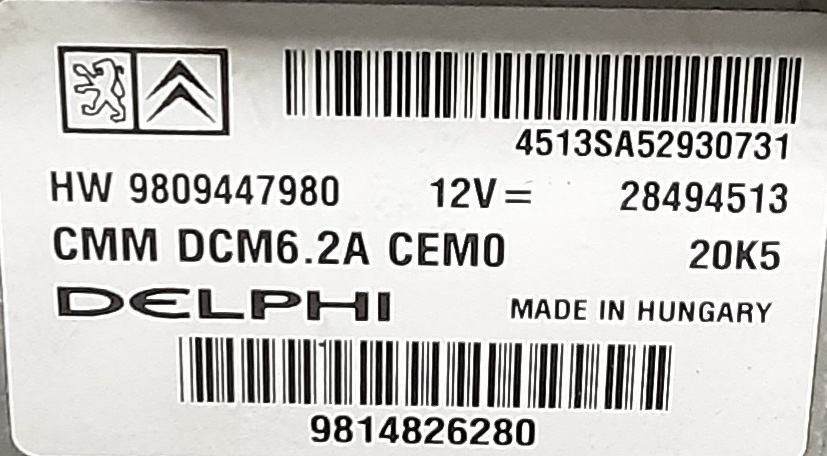 4513SA52930731
HW 9809447980 12V= 28494513
CMM DCM6.2A CEM0 20K5
DELPHI MADE IN HUNGARY
9814826280